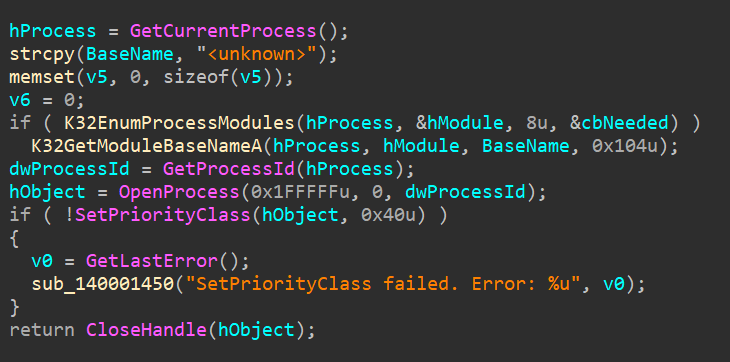 hProcess = GetCurrentProcess();
strcpy(BaseName, "<unknown>");
memset(v5, 0, sizeof(v5));
v6 = 0;
if ( K32EnumProcessModules(hProcess, &hModule, 8u, &cbNeeded) )
  K32GetModuleBaseNameA(hProcess, hModule, BaseName, 0x104u);
dwProcessId = GetProcessId(hProcess);
hObject = OpenProcess(0x1FFFFFu, 0, dwProcessId);
if ( !SetPriorityClass(hObject, 0x40u) )
{
  v0 = GetLastError();
  sub_140001450("SetPriorityClass failed. Error: %u", v0);
}
return CloseHandle(hObject);